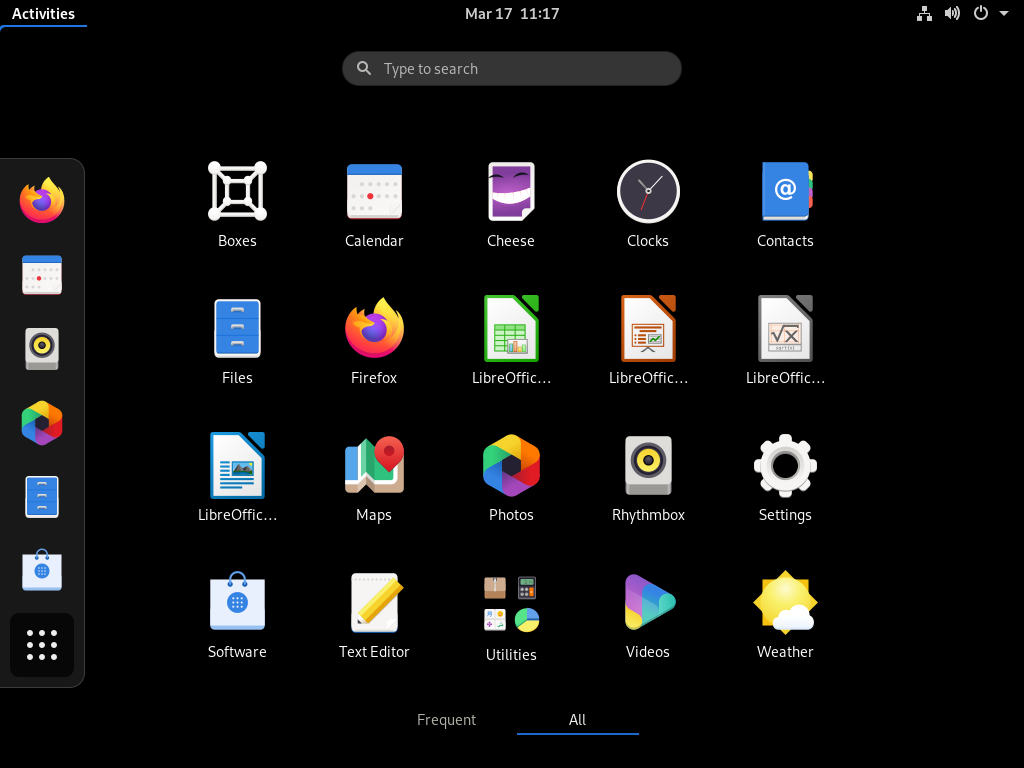 Activities
Mar 17 11:17
Type to search
Boxes
Calendar
Cheese
Clocks
@
Contacts
Files
Firefox
LibreOffic...
LibreOffic...
√x
LibreOffic...
LibreOffic...
Maps
Photos
Rhythmbox
Settings
Software
Text Editor
Utilities
Videos
Weather
Frequent
All